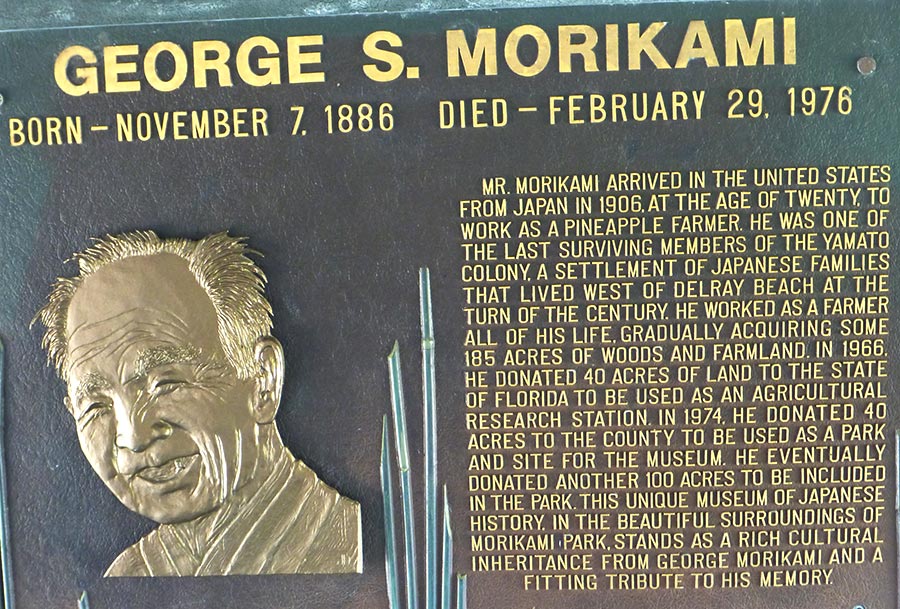 GEORGE S. MORIKAMI
BORN – NOVEMBER 7, 1886 DIED – FEBRUARY 29, 1976
MR. MORIKAMI ARRIVED IN THE UNITED STATES
FROM JAPAN IN 1906, AT THE AGE OF TWENTY, TO
WORK AS A PINEAPPLE FARMER. HE WAS ONE OF
THE LAST SURVIVING MEMBERS OF THE YAMATO
COLONY, A SETTLEMENT OF JAPANESE FAMILIES
THAT LIVED WEST OF DELRAY BEACH AT THE
TURN OF THE CENTURY. HE WORKED AS A FARMER
ALL OF HIS LIFE, GRADUALLY ACQUIRING SOME
185 ACRES OF WOODS AND FARMLAND. IN 1966,
HE DONATED 40 ACRES OF LAND TO THE STATE
OF FLORIDA TO BE USED AS AN AGRICULTURAL
RESEARCH STATION. IN 1974, HE DONATED 40
ACRES TO THE COUNTY TO BE USED AS A PARK
AND SITE FOR THE MUSEUM. HE EVENTUALLY
DONATED ANOTHER 100 ACRES TO BE INCLUDED
IN THE PARK. THIS UNIQUE MUSEUM OF JAPANESE
HISTORY, IN THE BEAUTIFUL SURROUNDINGS OF
MORIKAMI PARK, STANDS AS A RICH CULTURAL
INHERITANCE FROM GEORGE MORIKAMI AND A
FITTING TRIBUTE TO HIS MEMORY.